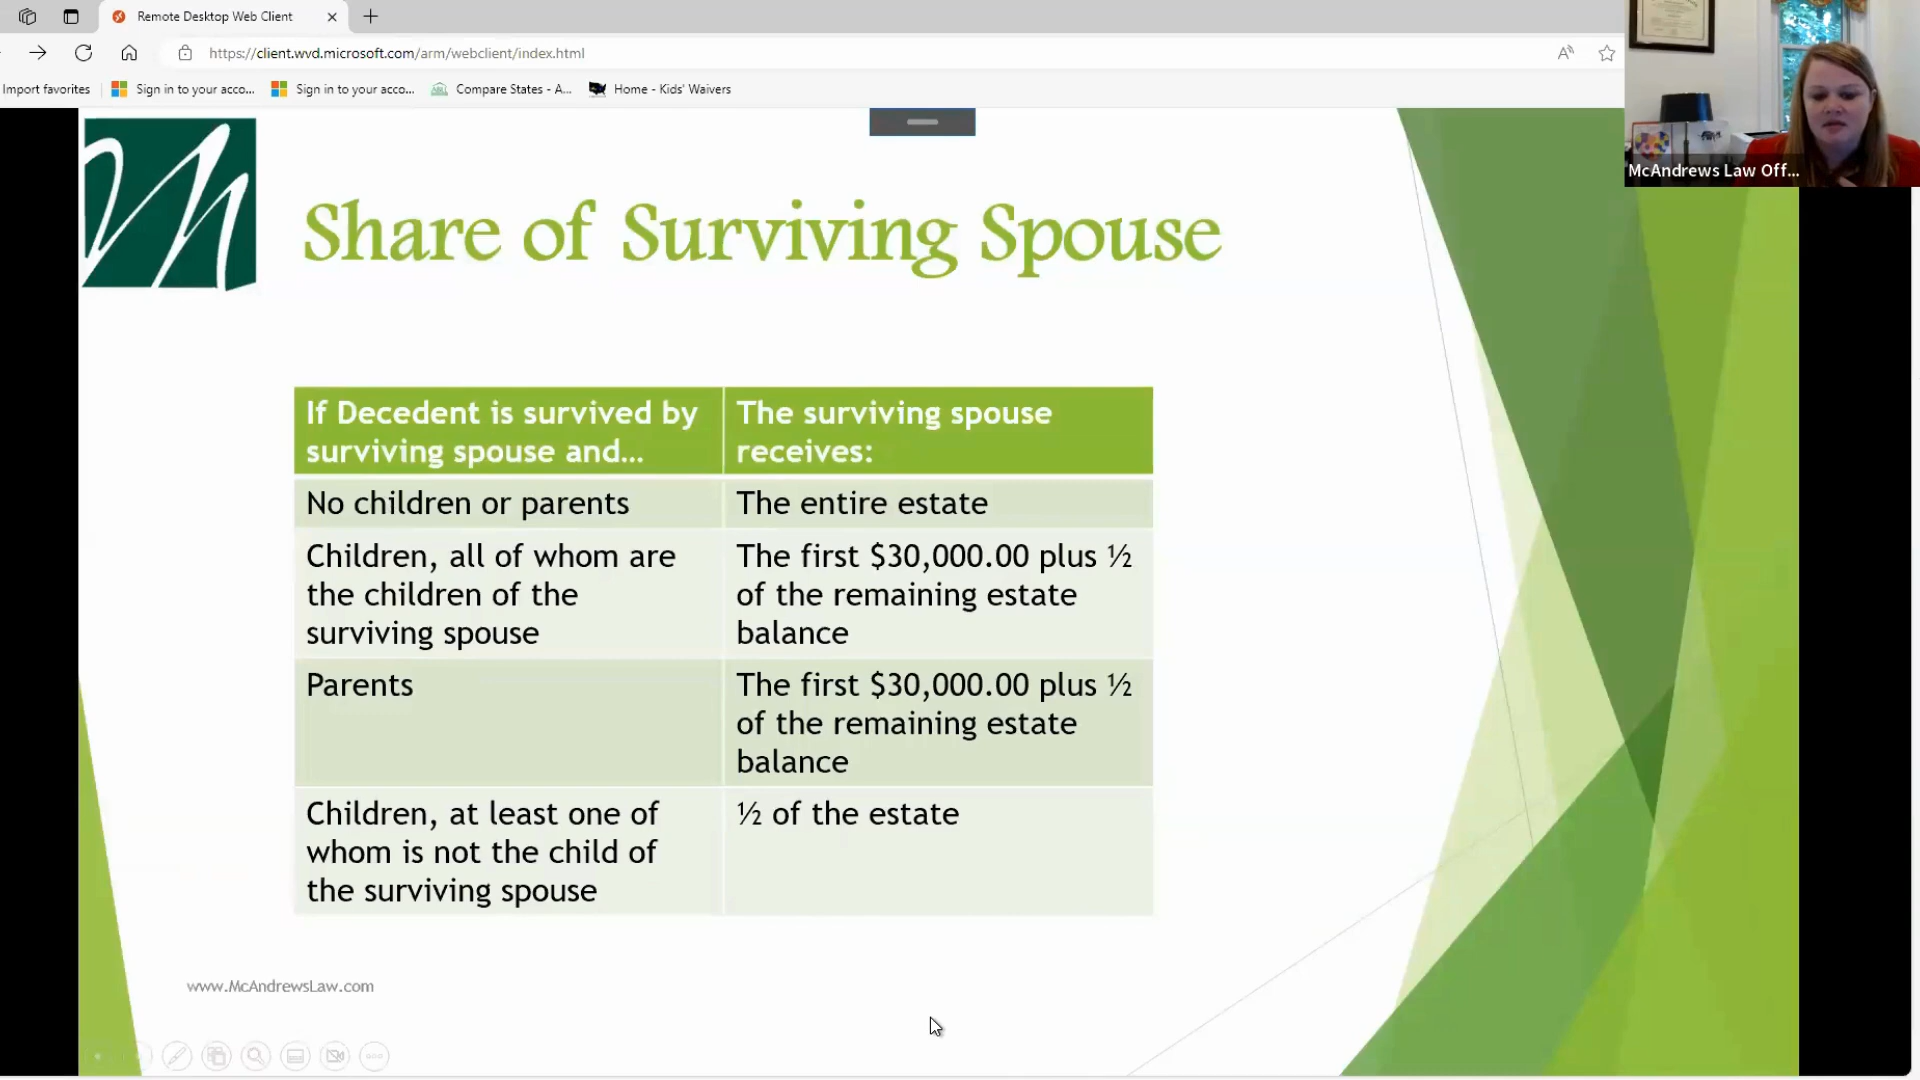 Remote Desktop Web Client
https://client.wvd.microsoft.com/arm/webclient/index.html
Import favorites
Sign in to your acco...
Sign in to your acco...
Compare States - A...
Home - Kids' Waivers
McAndrews Law Off...
Share of Surviving Spouse
If Decedent is survived by
surviving spouse and...
The surviving spouse
receives:
No children or parents
The entire estate
Children, all of whom are
the children of the
surviving spouse
The first $30,000.00 plus ½
of the remaining estate
balance
Parents
The first $30,000.00 plus ½
of the remaining estate
balance
Children, at least one of
whom is not the child of
the surviving spouse
½ of the estate
www.McAndrewsLaw.com